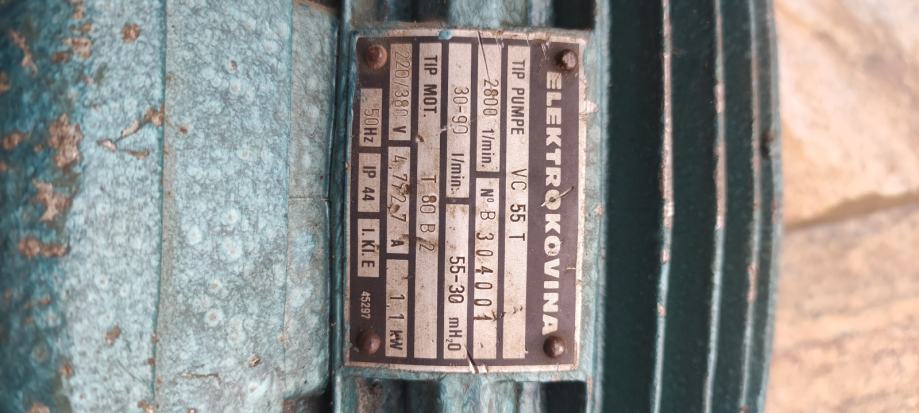 ELEKTROKOVINA
TIP PUMPE VC 55 T
2800 1/min. Nº B 304001
30-90 l/min. 55-30 mH₂O
TIP MOT. T 80 B/2
220/380 V 4,7/2,7 A 1,1 kW
50Hz IP 44 I.Kl. E 45297